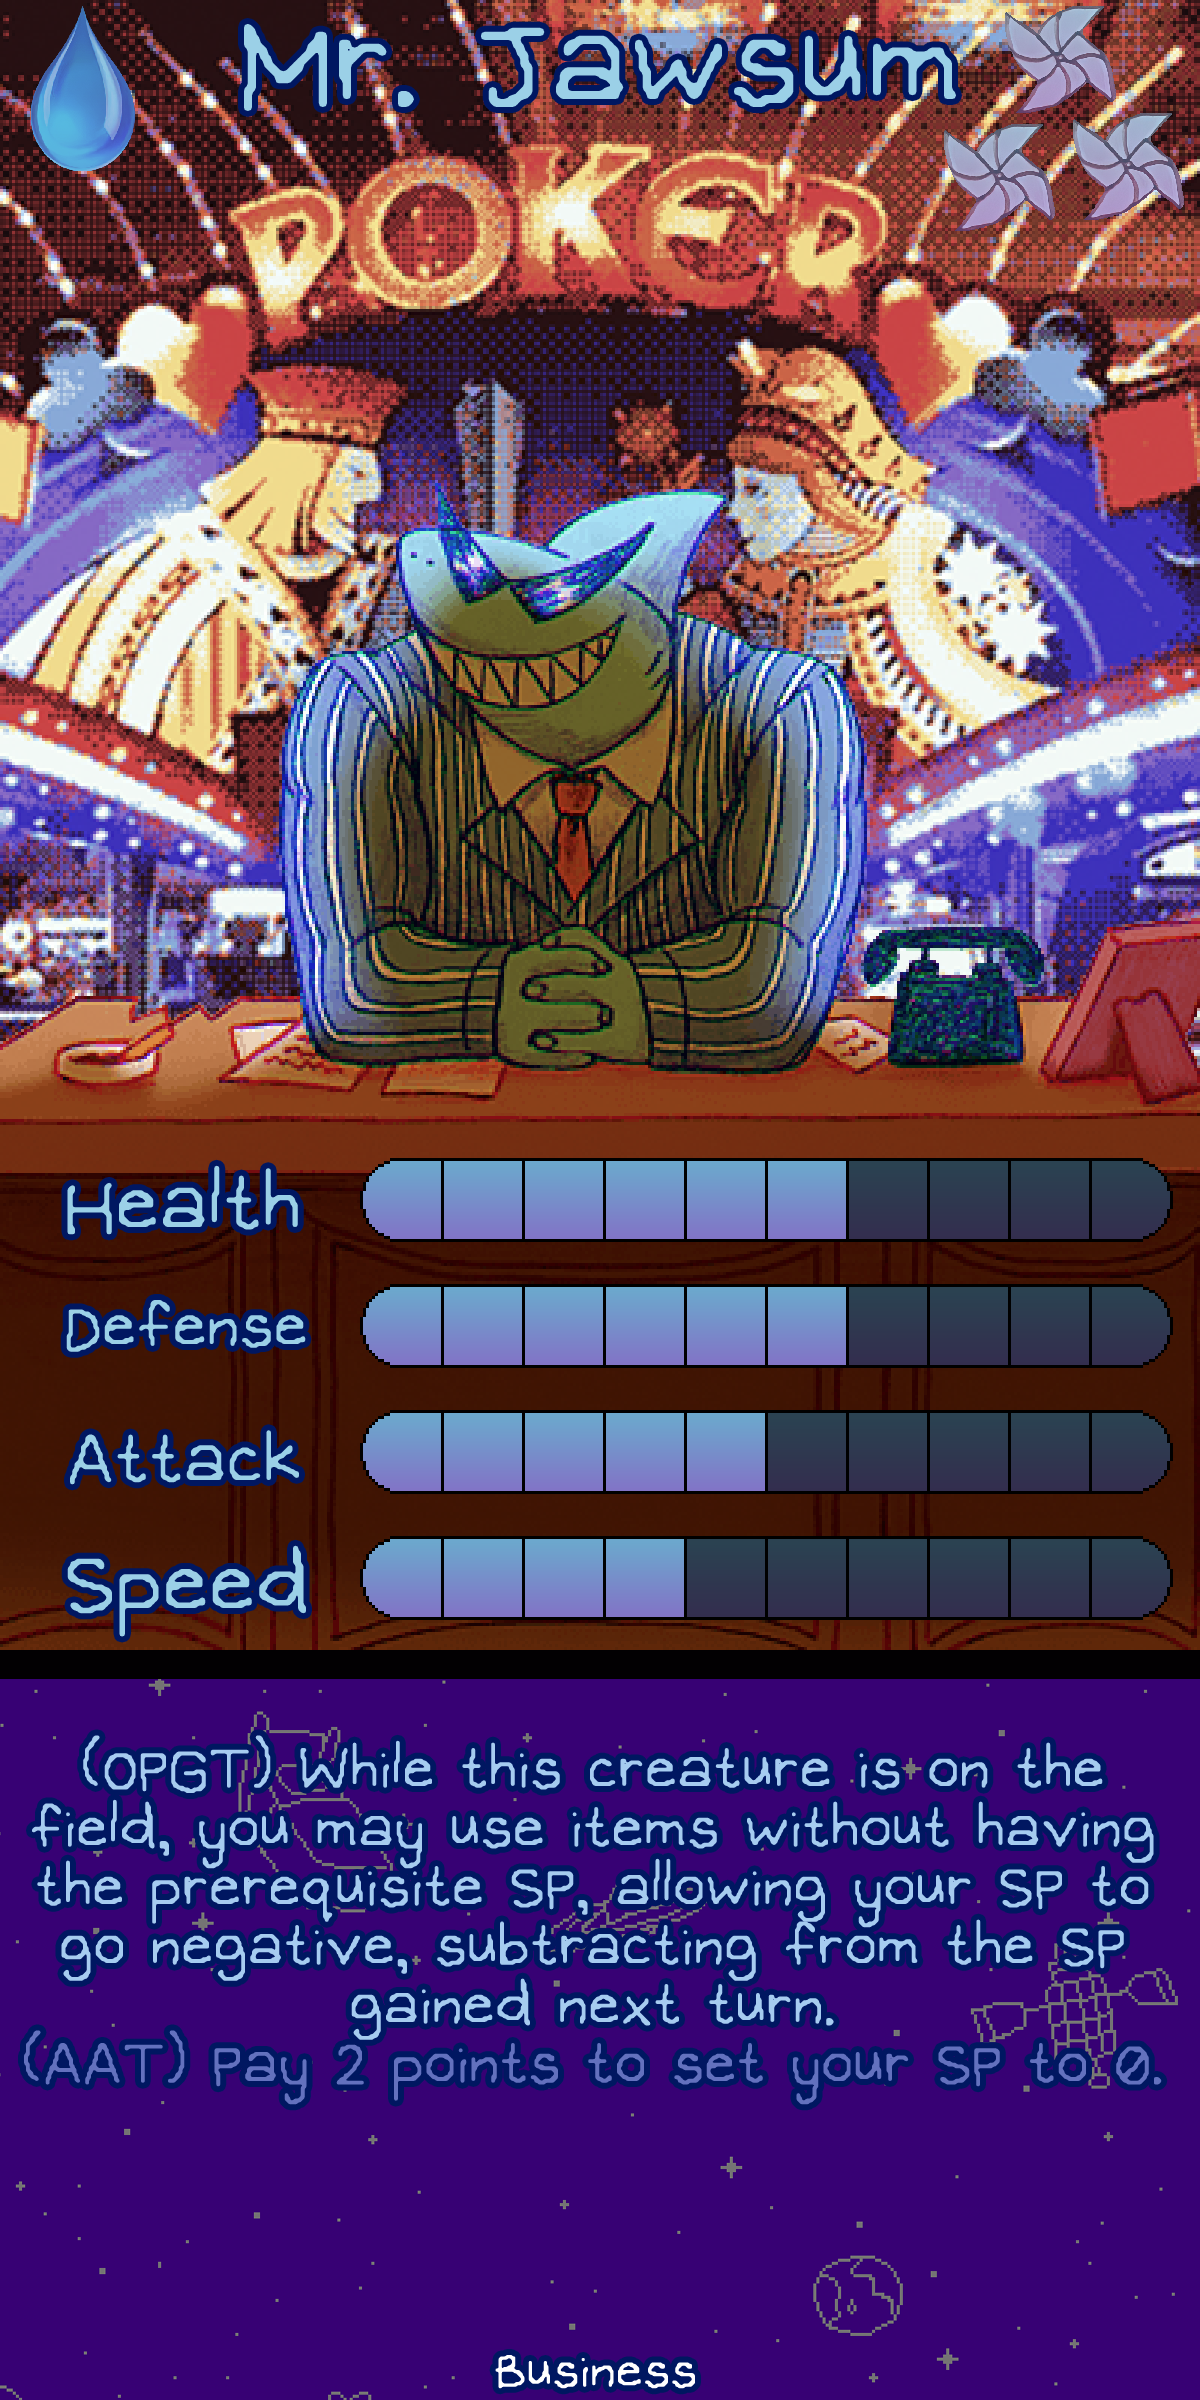 Mr. Jawsum
POKER
Health
Defense
Attack
Speed
(OPGT) While this creature is on the
field, you may use items without having
the prerequisite SP, allowing your SP to
go negative, subtracting from the SP
gained next turn.
(AAT) Pay 2 points to set your SP to 0.
Business